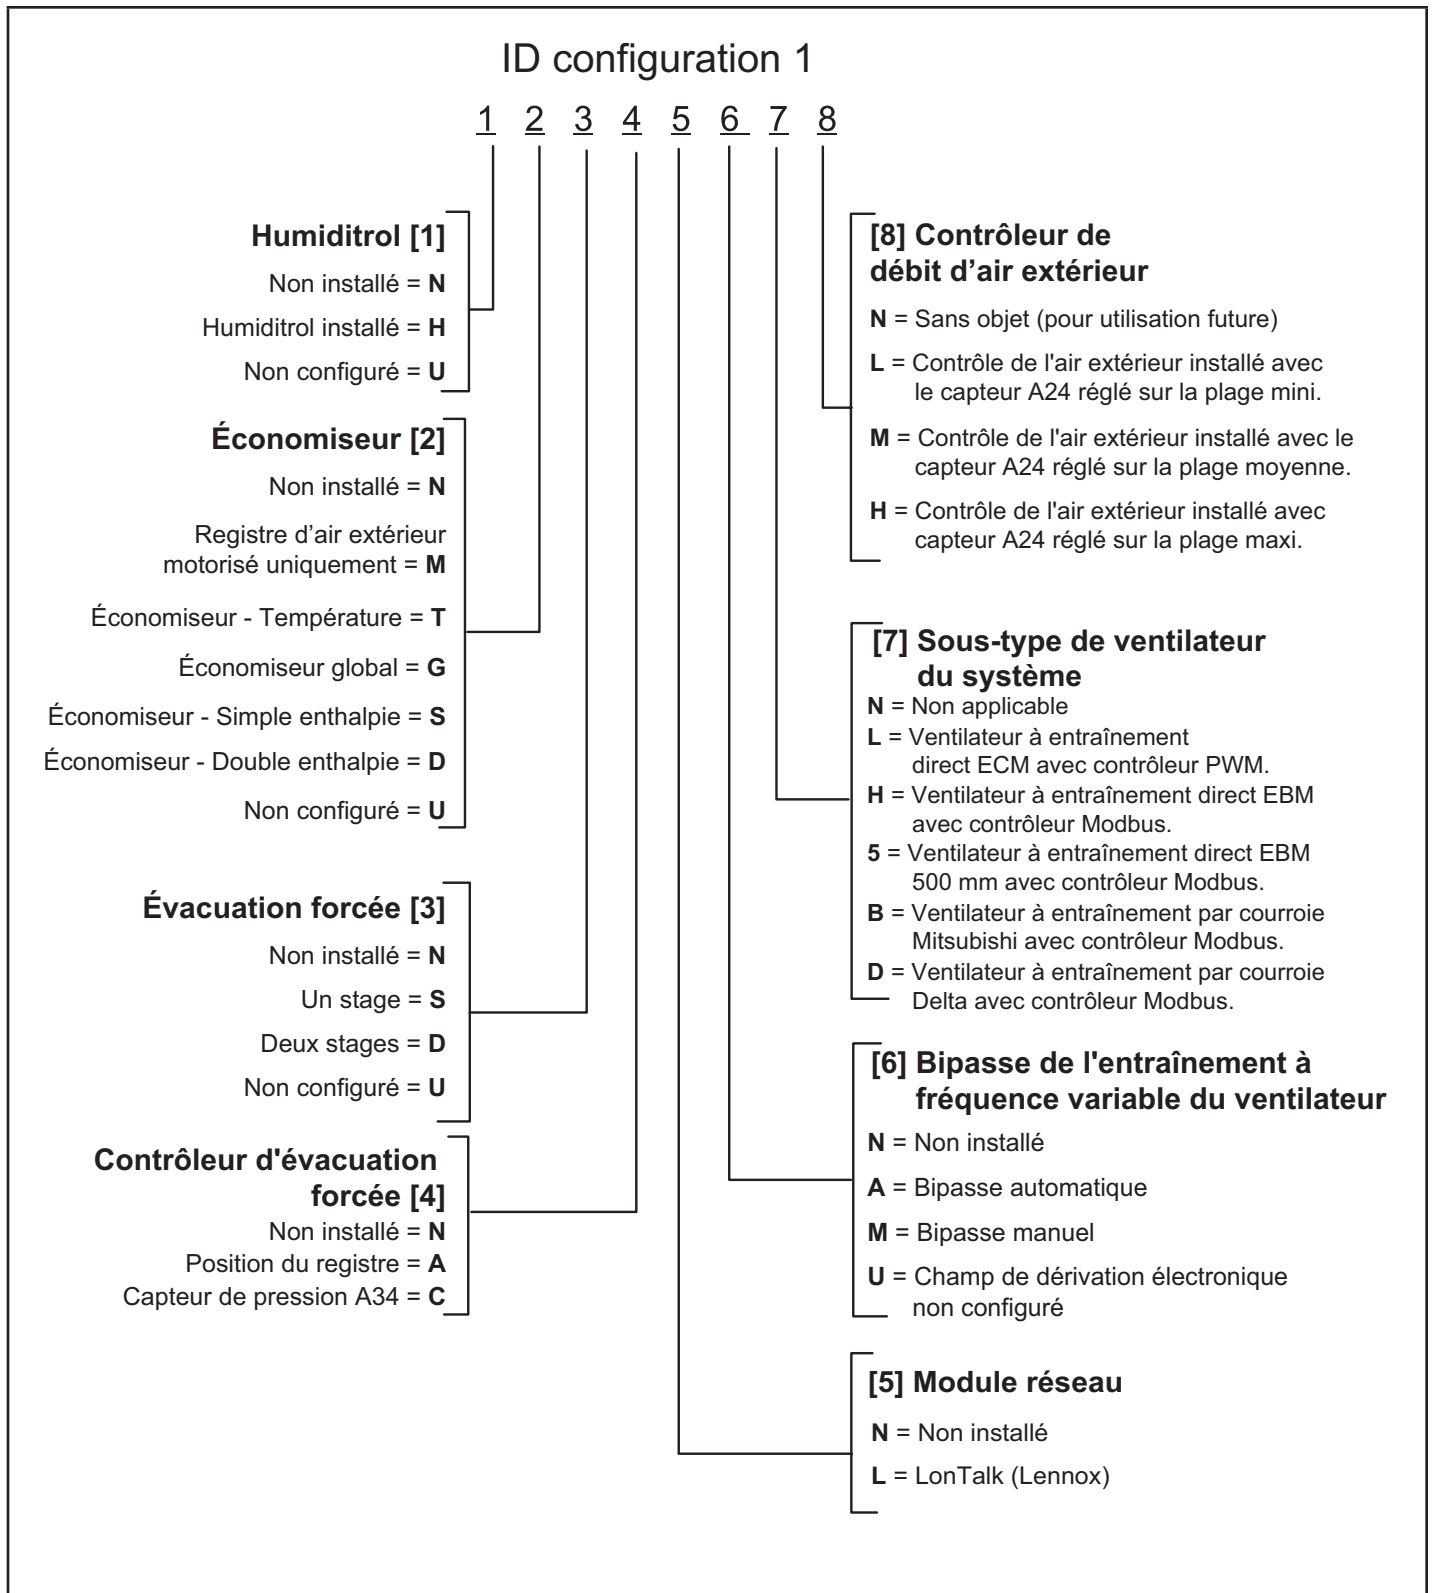 ID configuration 1
1 2 3 4 5 6 7 8
Humiditrol [1]
Non installé = N
Humiditrol installé = H
Non configuré = U
Économiseur [2]
Non installé = N
Registre d’air extérieur
motorisé uniquement = M
Économiseur - Température = T
Économiseur global = G
Économiseur - Simple enthalpie = S
Économiseur - Double enthalpie = D
Non configuré = U
Évacuation forcée [3]
Non installé = N
Un stage = S
Deux stages = D
Non configuré = U
Contrôleur d'évacuation
forcée [4]
Non installé = N
Position du registre = A
Capteur de pression A34 = C
[8] Contrôleur de
débit d’air extérieur
N = Sans objet (pour utilisation future)
L = Contrôle de l'air extérieur installé avec
le capteur A24 réglé sur la plage mini.
M = Contrôle de l'air extérieur installé avec le
capteur A24 réglé sur la plage moyenne.
H = Contrôle de l'air extérieur installé avec
capteur A24 réglé sur la plage maxi.
[7] Sous-type de ventilateur
du système
N = Non applicable
L = Ventilateur à entraînement
direct ECM avec contrôleur PWM.
H = Ventilateur à entraînement direct EBM
avec contrôleur Modbus.
5 = Ventilateur à entraînement direct EBM
500 mm avec contrôleur Modbus.
B = Ventilateur à entraînement par courroie
Mitsubishi avec contrôleur Modbus.
D = Ventilateur à entraînement par courroie
Delta avec contrôleur Modbus.
[6] Bipasse de l'entraînement à
fréquence variable du ventilateur
N = Non installé
A = Bipasse automatique
M = Bipasse manuel
U = Champ de dérivation électronique
non configuré
[5] Module réseau
N = Non installé
L = LonTalk (Lennox)